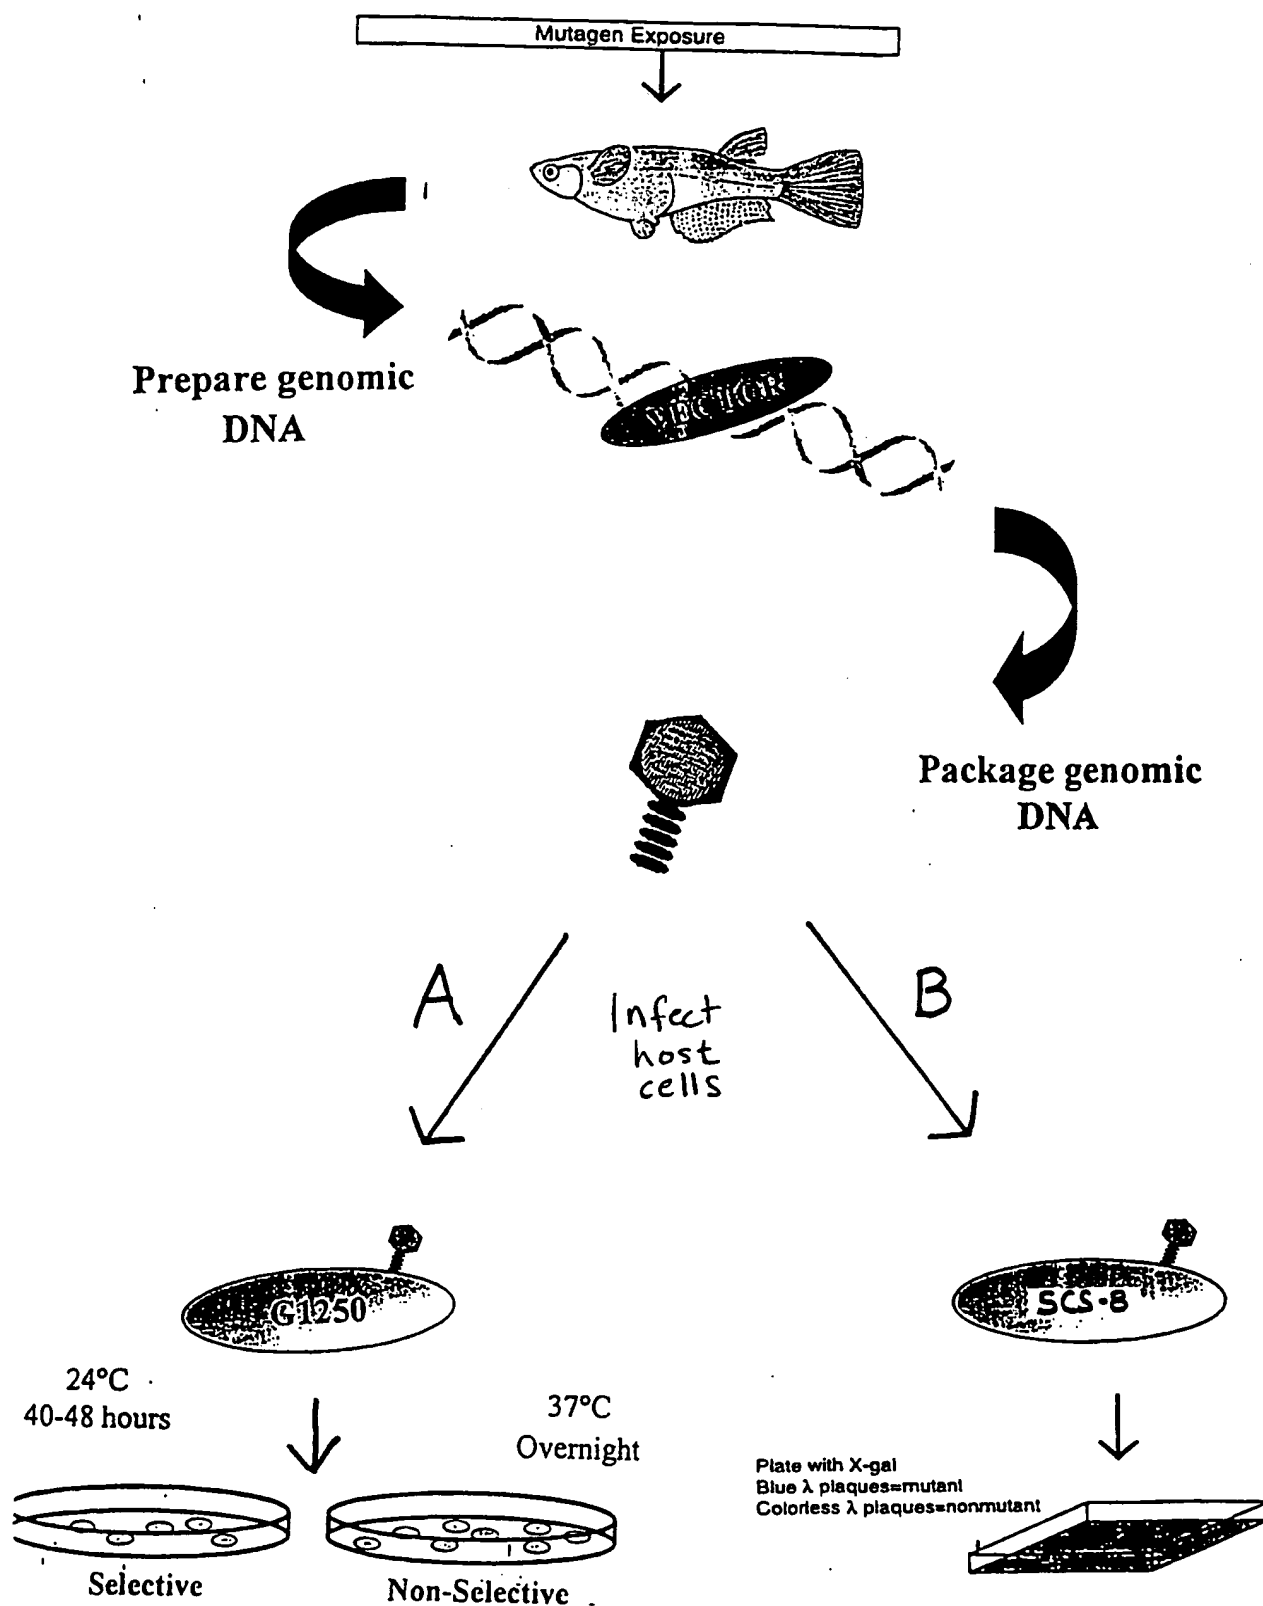 Mutagen Exposure
Prepare genomic
DNA
VECTOR
Package genomic
DNA
A
B
Infect
host
cells
G1250
SCS-8
24°C
40-48 hours
37°C
Overnight
Plate with X-gal
Blue λ plaques=mutant
Colorless λ plaques=nonmutant
Selective
Non-Selective